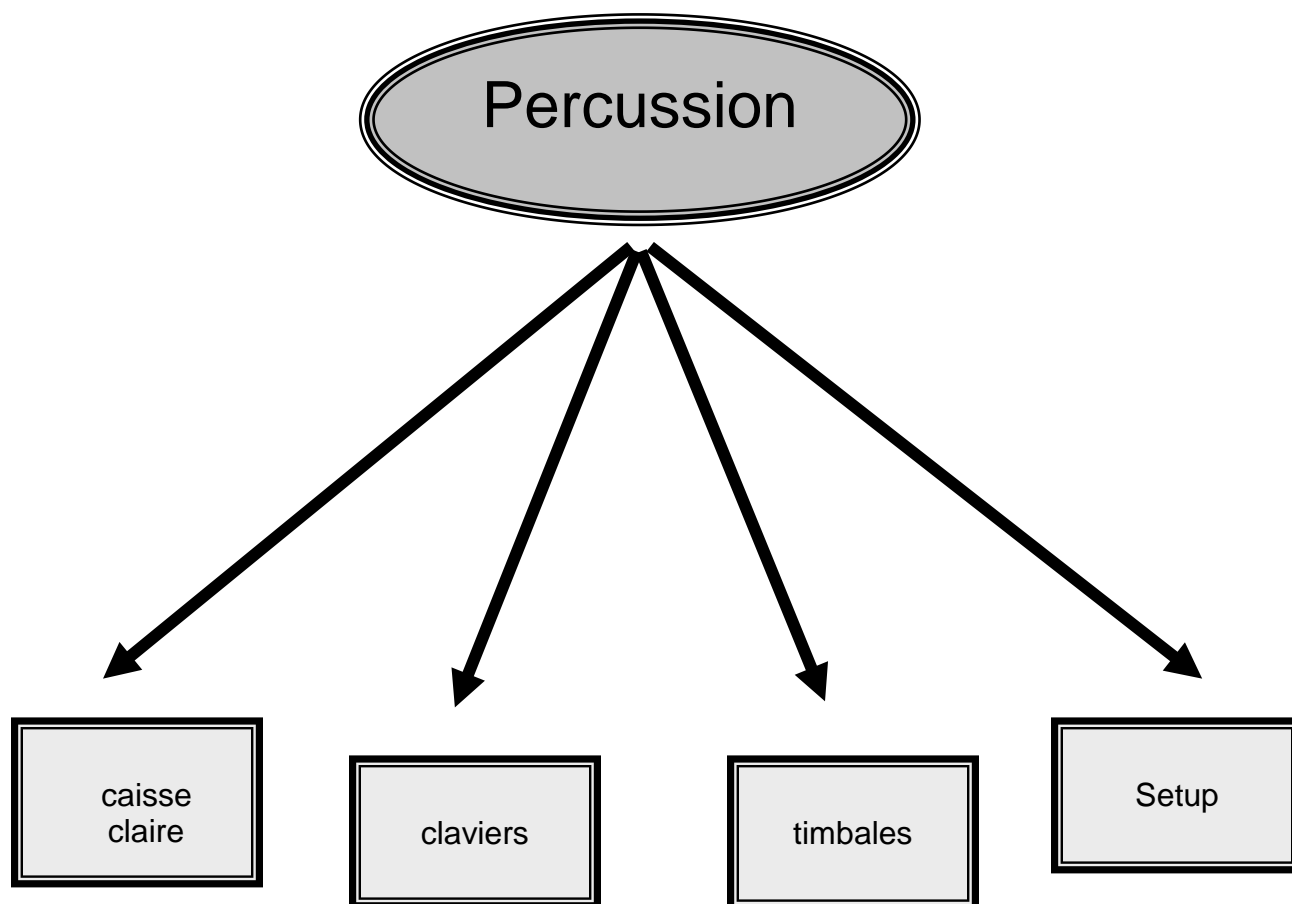 Percussion
caisse
claire
claviers
timbales
Setup